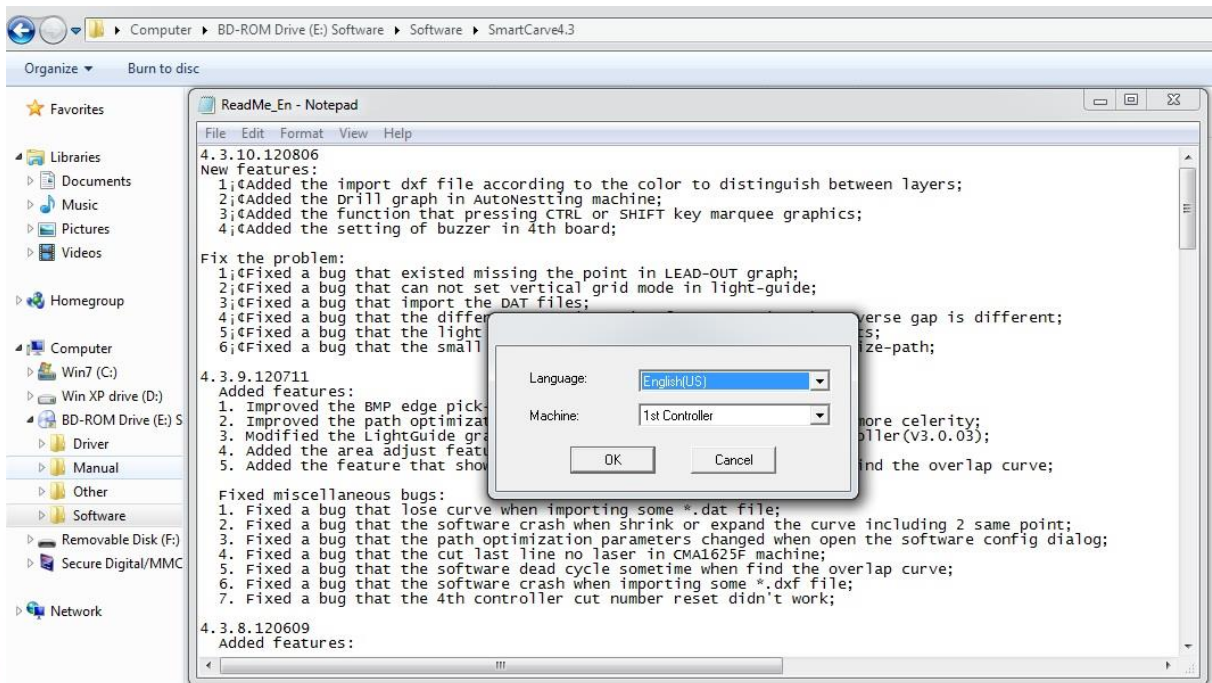 Computer ▸ BD-ROM Drive (E:) Software ▸ Software ▸ SmartCarve4.3
Organize Burn to disc
Favorites
Libraries
Documents
Music
Pictures
Videos
Homegroup
Computer
Win7 (C:)
Win XP drive (D:)
BD-ROM Drive (E:) S
Driver
Manual
Other
Software
Removable Disk (F:)
Secure Digital/MMC
Network
ReadMe_En - Notepad
File Edit Format View Help
4.3.10.120806
New features:
1¡¢Added the import dxf file according to the color to distinguish between layers;
2¡¢Added the Drill graph in AutoNestting machine;
3¡¢Added the function that pressing CTRL or SHIFT key marquee graphics;
4¡¢Added the setting of buzzer in 4th board;
Fix the problem:
1¡¢Fixed a bug that existed missing the point in LEAD-OUT graph;
2¡¢Fixed a bug that can not set vertical grid mode in light-guide;
3¡¢Fixed a bug that import the DAT files;
4¡¢Fixed a bug that the differ verse gap is different;
5¡¢Fixed a bug that the light ts;
6¡¢Fixed a bug that the small ize-path;
4.3.9.120711
Added features:
1. Improved the BMP edge pick-
2. Improved the path optimizat more celerity;
3. Modified the LightGuide gra oller(V3.0.03);
4. Added the area adjust featu
5. Added the feature that show ind the overlap curve;
Fixed miscellaneous bugs:
1. Fixed a bug that lose curve when importing some *.dat file;
2. Fixed a bug that the software crash when shrink or expand the curve including 2 same point;
3. Fixed a bug that the path optimization parameters changed when open the software config dialog;
4. Fixed a bug that the cut last line no laser in CMA1625F machine;
5. Fixed a bug that the software dead cycle sometime when find the overlap curve;
6. Fixed a bug that the software crash when importing some *.dxf file;
7. Fixed a bug that the 4th controller cut number reset didn't work;
4.3.8.120609
Added features:
Language: English(US)
Machine: 1st Controller
OK Cancel